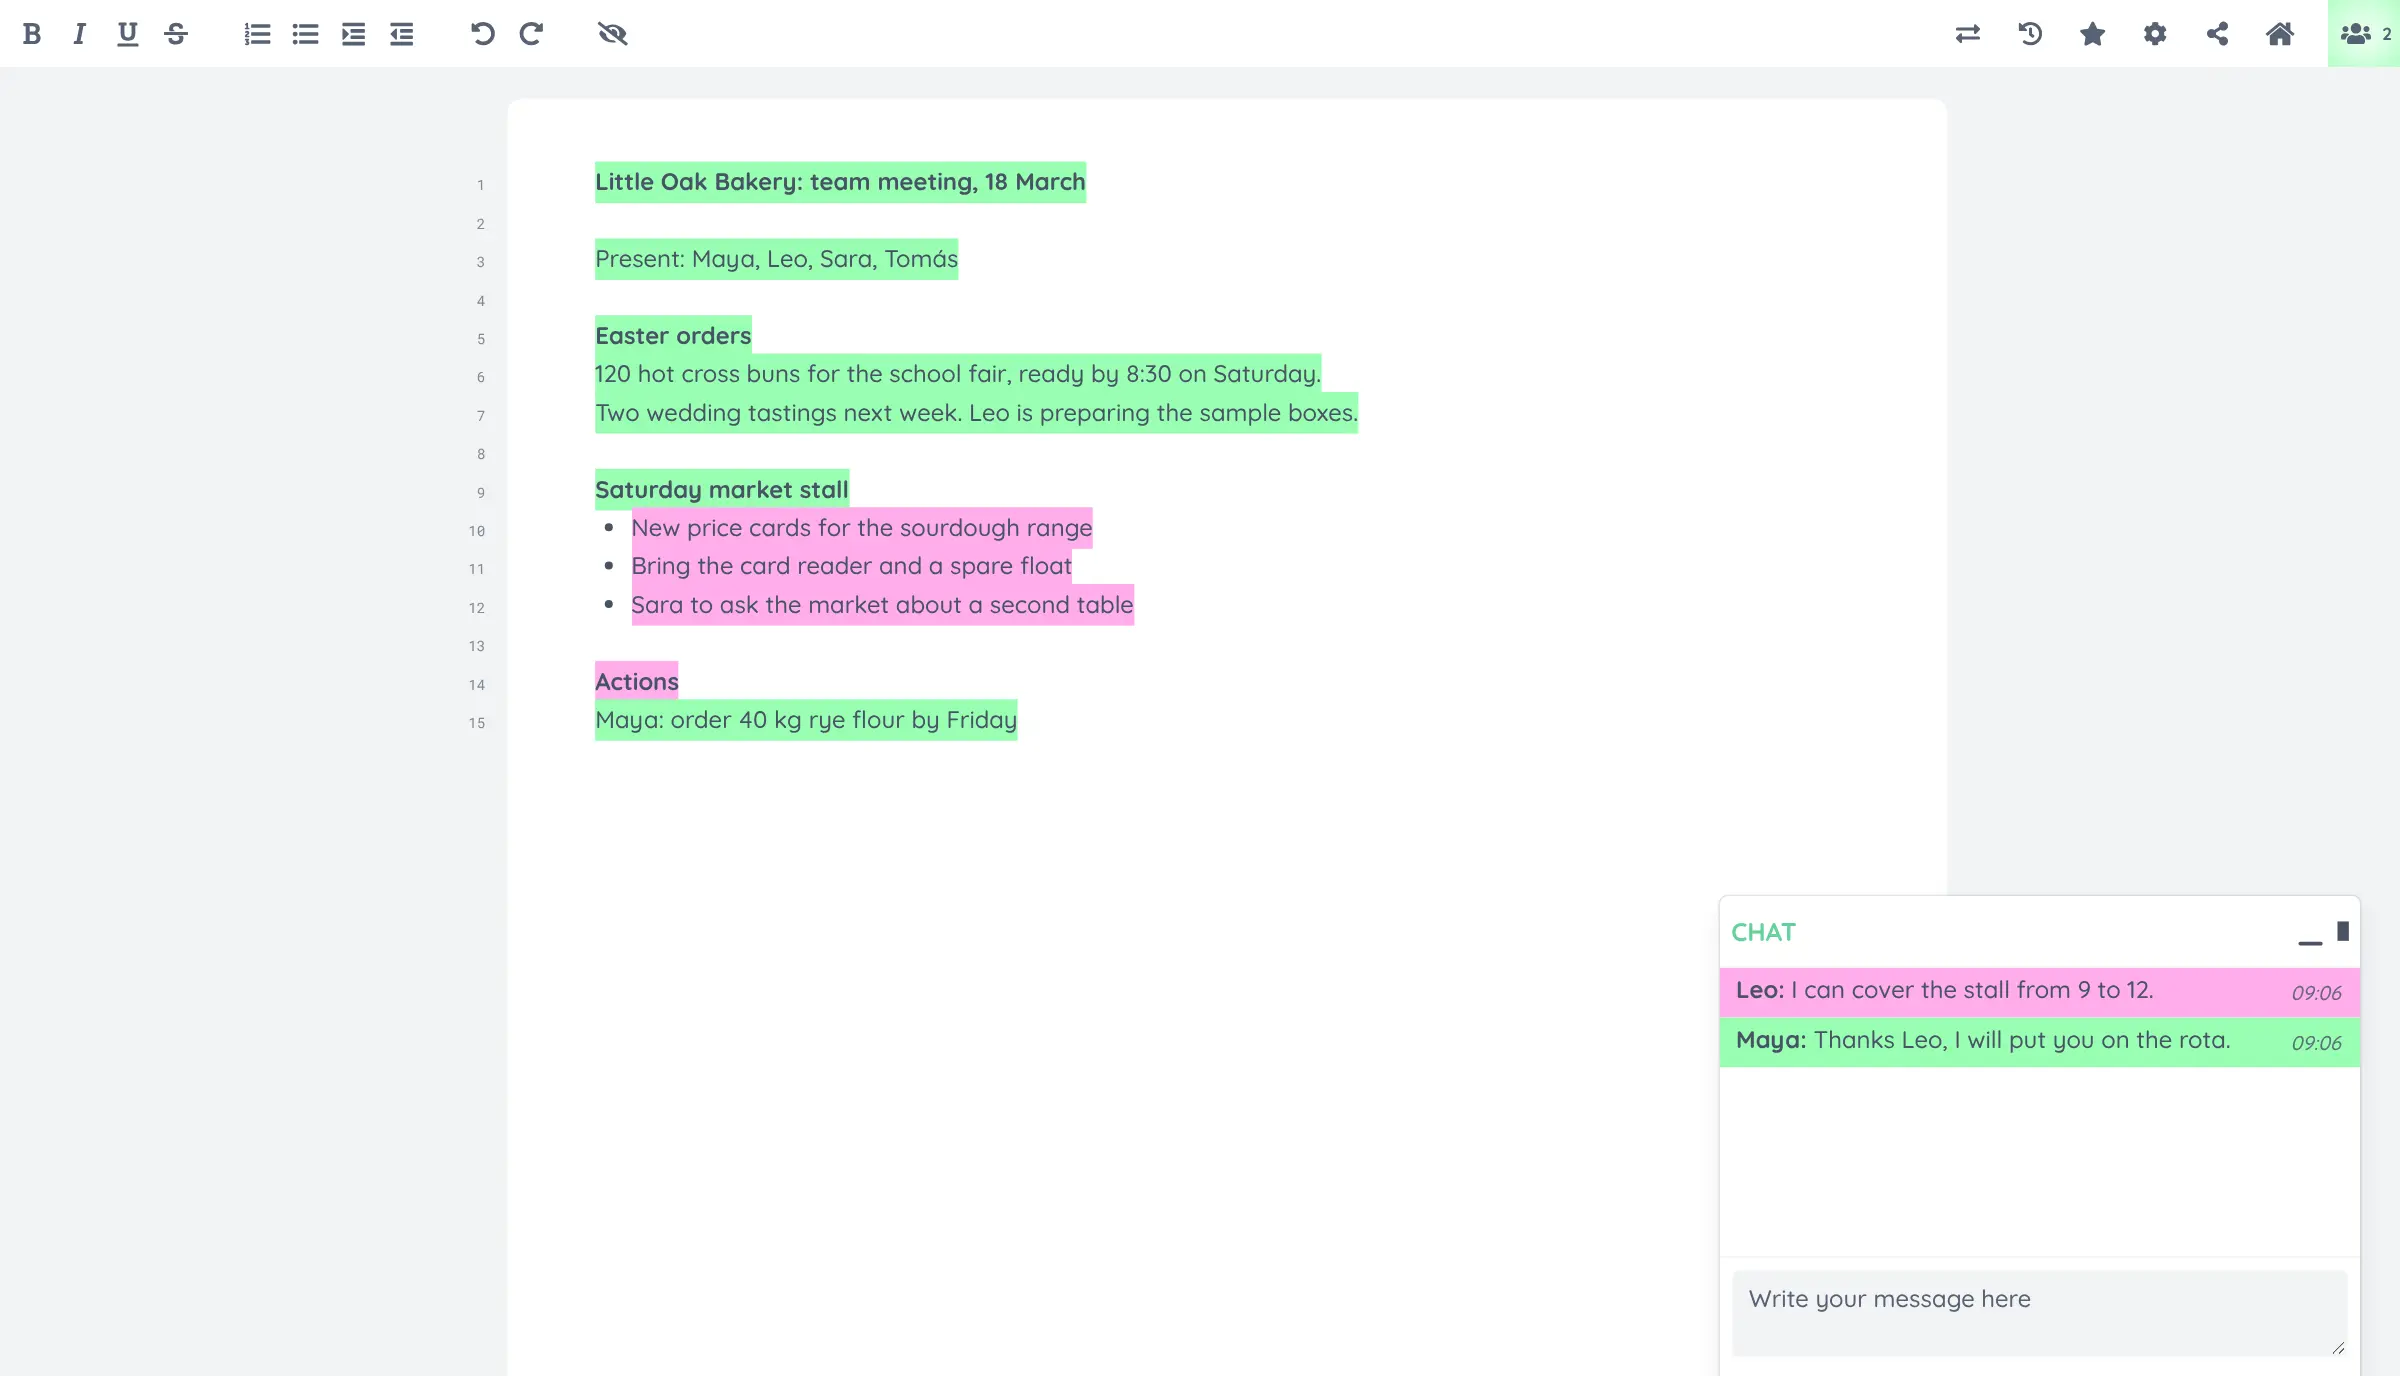 2
1 Little Oak Bakery: team meeting, 18 March
2
3 Present: Maya, Leo, Sara, Tomás
4
5 Easter orders
6 120 hot cross buns for the school fair, ready by 8:30 on Saturday.
7 Two wedding tastings next week. Leo is preparing the sample boxes.
8
9 Saturday market stall
10 • New price cards for the sourdough range
11 • Bring the card reader and a spare float
12 • Sara to ask the market about a second table
13
14 Actions
15 Maya: order 40 kg rye flour by Friday
CHAT
Leo: I can cover the stall from 9 to 12. 09:06
Maya: Thanks Leo, I will put you on the rota. 09:06
Write your message here